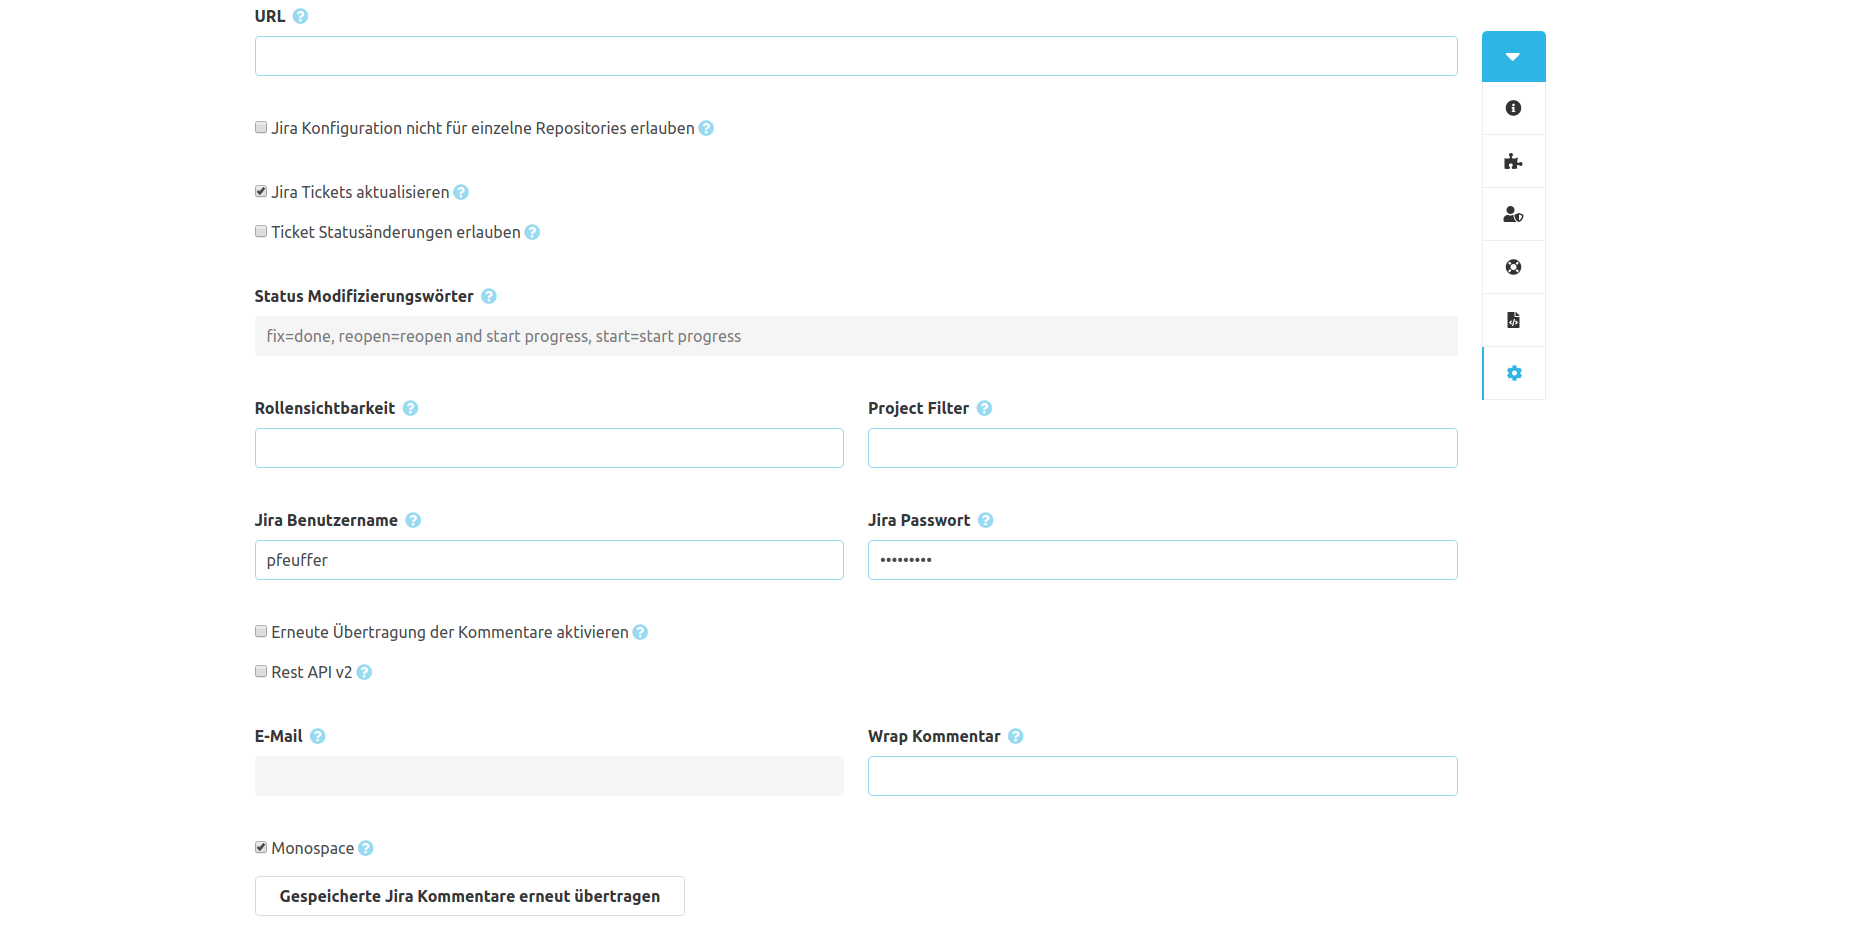 URL
Jira Konfiguration nicht für einzelne Repositories erlauben
Jira Tickets aktualisieren
Ticket Statusänderungen erlauben
Status Modifizierungswörter
fix=done, reopen=reopen and start progress, start=start progress
Rollensichtbarkeit
Project Filter
Jira Benutzername
Jira Passwort
pfeuffer
•••••••••
Erneute Übertragung der Kommentare aktivieren
Rest API v2
E-Mail
Wrap Kommentar
Monospace
Gespeicherte Jira Kommentare erneut übertragen